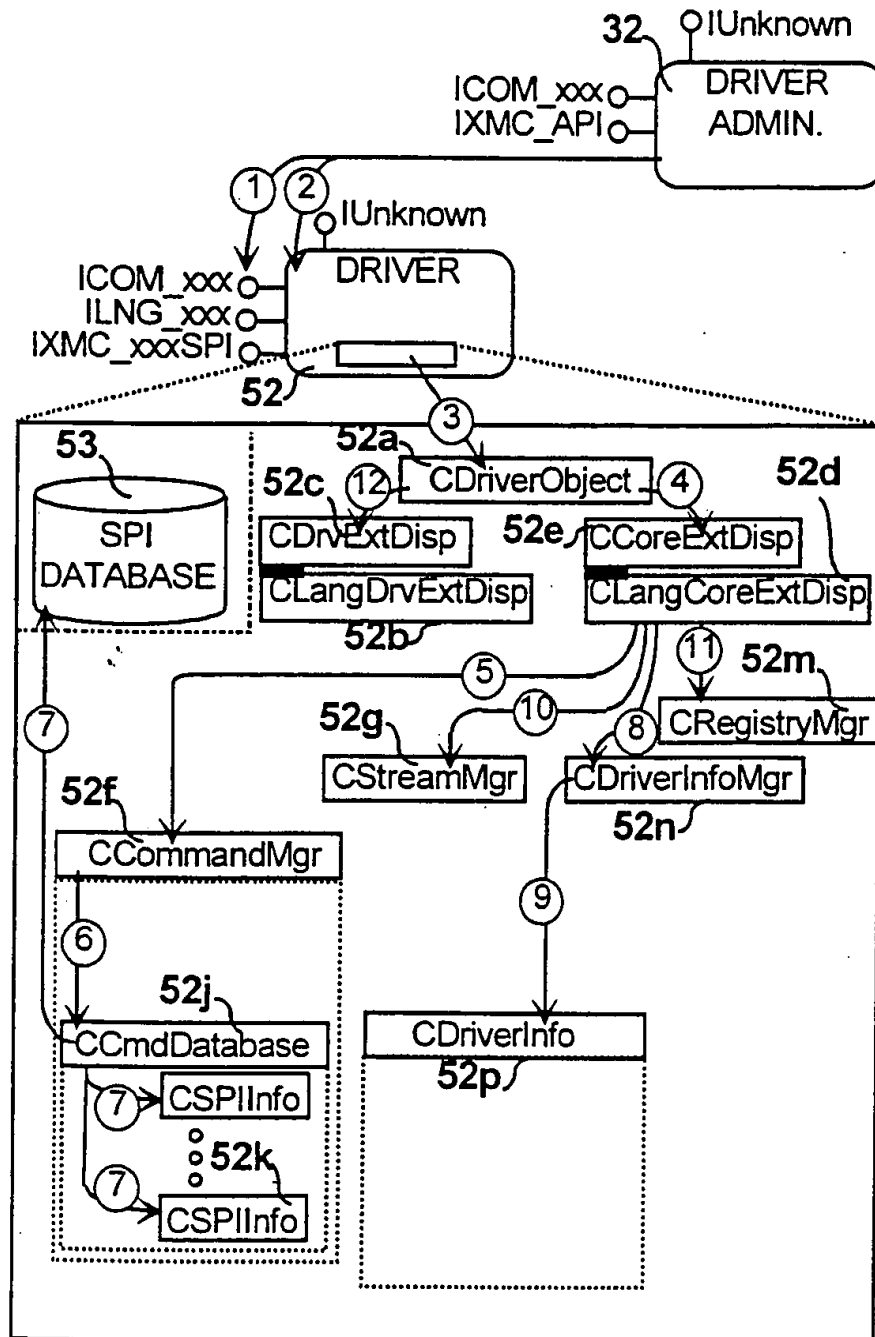 32
IUnknown
DRIVER
ADMIN.
ICOM_xxx
IXMC_API
1
2
IUnknown
DRIVER
ICOM_xxx
ILNG_xxx
IXMC_xxxSPI
52
3
53
SPI
DATABASE
52a
CDriverObject
12
4
52c
52d
CDrvExtDisp
52e
CCoreExtDisp
CLangDrvExtDisp
CLangCoreExtDisp
52b
5
11
52m
7
52g
10
8
CRegistryMgr
CStreamMgr
CDriverInfoMgr
52f
52n
CCommandMgr
9
6
52j
CCmdDatabase
CDriverInfo
52p
7
CSPIInfo
52k
7
CSPIInfo